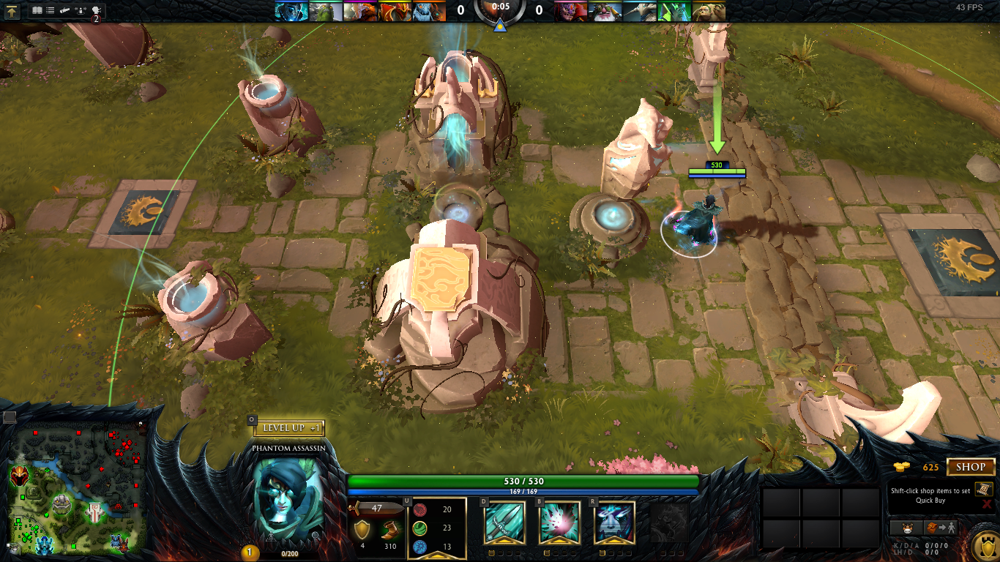 2
0
0:05
0
43 FPS
530
O
LEVEL UP +1
PHANTOM ASSASSIN
1
0/200
530 / 530
169 / 169
47
4
310
U
20
23
13
D
B
R
625
SHOP
Shift-click shop items to set
Quick Buy
K/D/A 0/0/0
LH/D 0/0